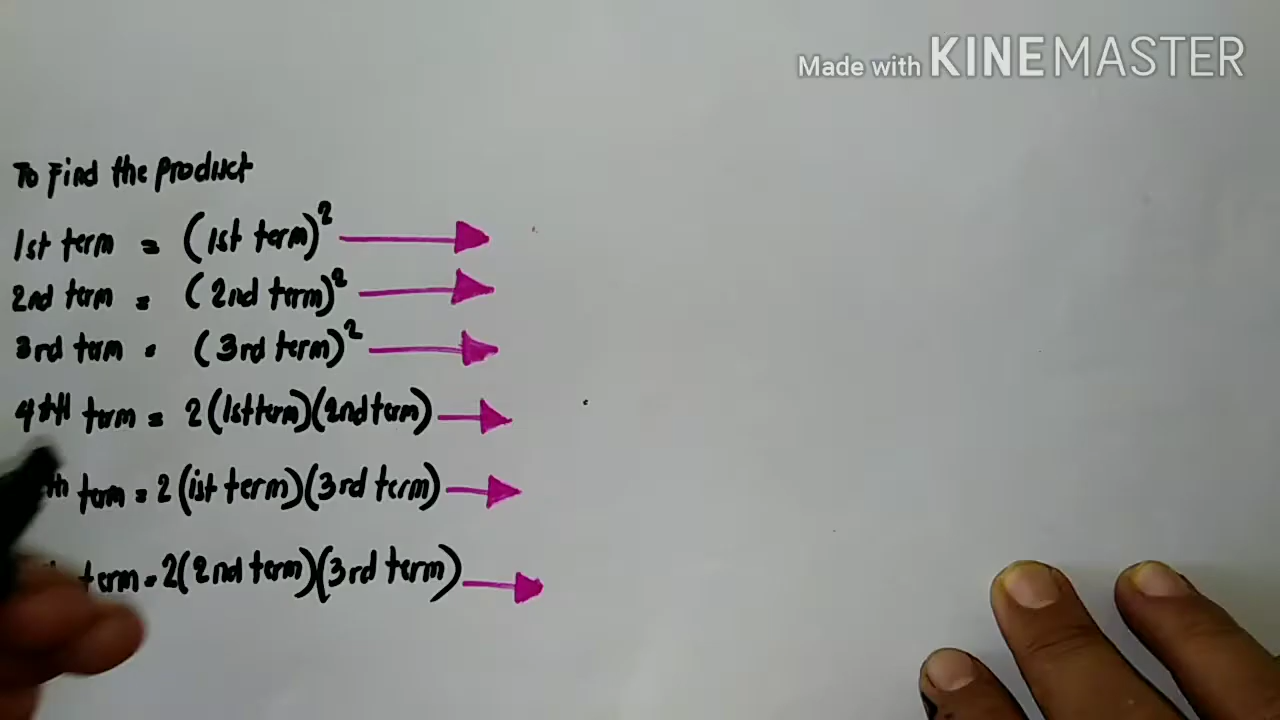 Made with KINEMASTER
To Find the product
1st term = (1st term)²
2nd term = (2nd term)²
3rd term = (3rd term)²
4th term = 2(1st term)(2nd term)
term = 2(1st term)(3rd term)
term = 2(2nd term)(3rd term)